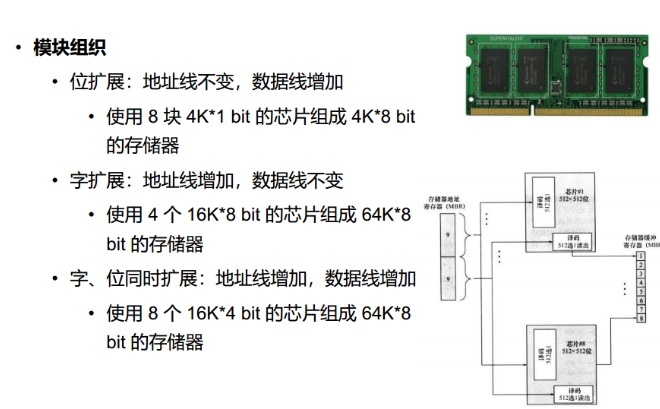 模块组织
位扩展：地址线不变，数据线增加
使用 8 块 4K*1 bit 的芯片组成 4K*8 bit
的存储器
字扩展：地址线增加，数据线不变
使用 4 个 16K*8 bit 的芯片组成 64K*8
bit 的存储器
字、位同时扩展：地址线增加，数据线增加
使用 8 个 16K*4 bit 的芯片组成 64K*8
bit 的存储器
SUPER TALENT
存储器地址
寄存器（MBR）
9
9
译码
512选1
芯片#1
512×512位
译码
512选1读出
存储器缓冲
寄存器（MBR
1
2
3
4
5
6
7
8
译码
512选1
芯片#8
512×512位
译码
512选1读出